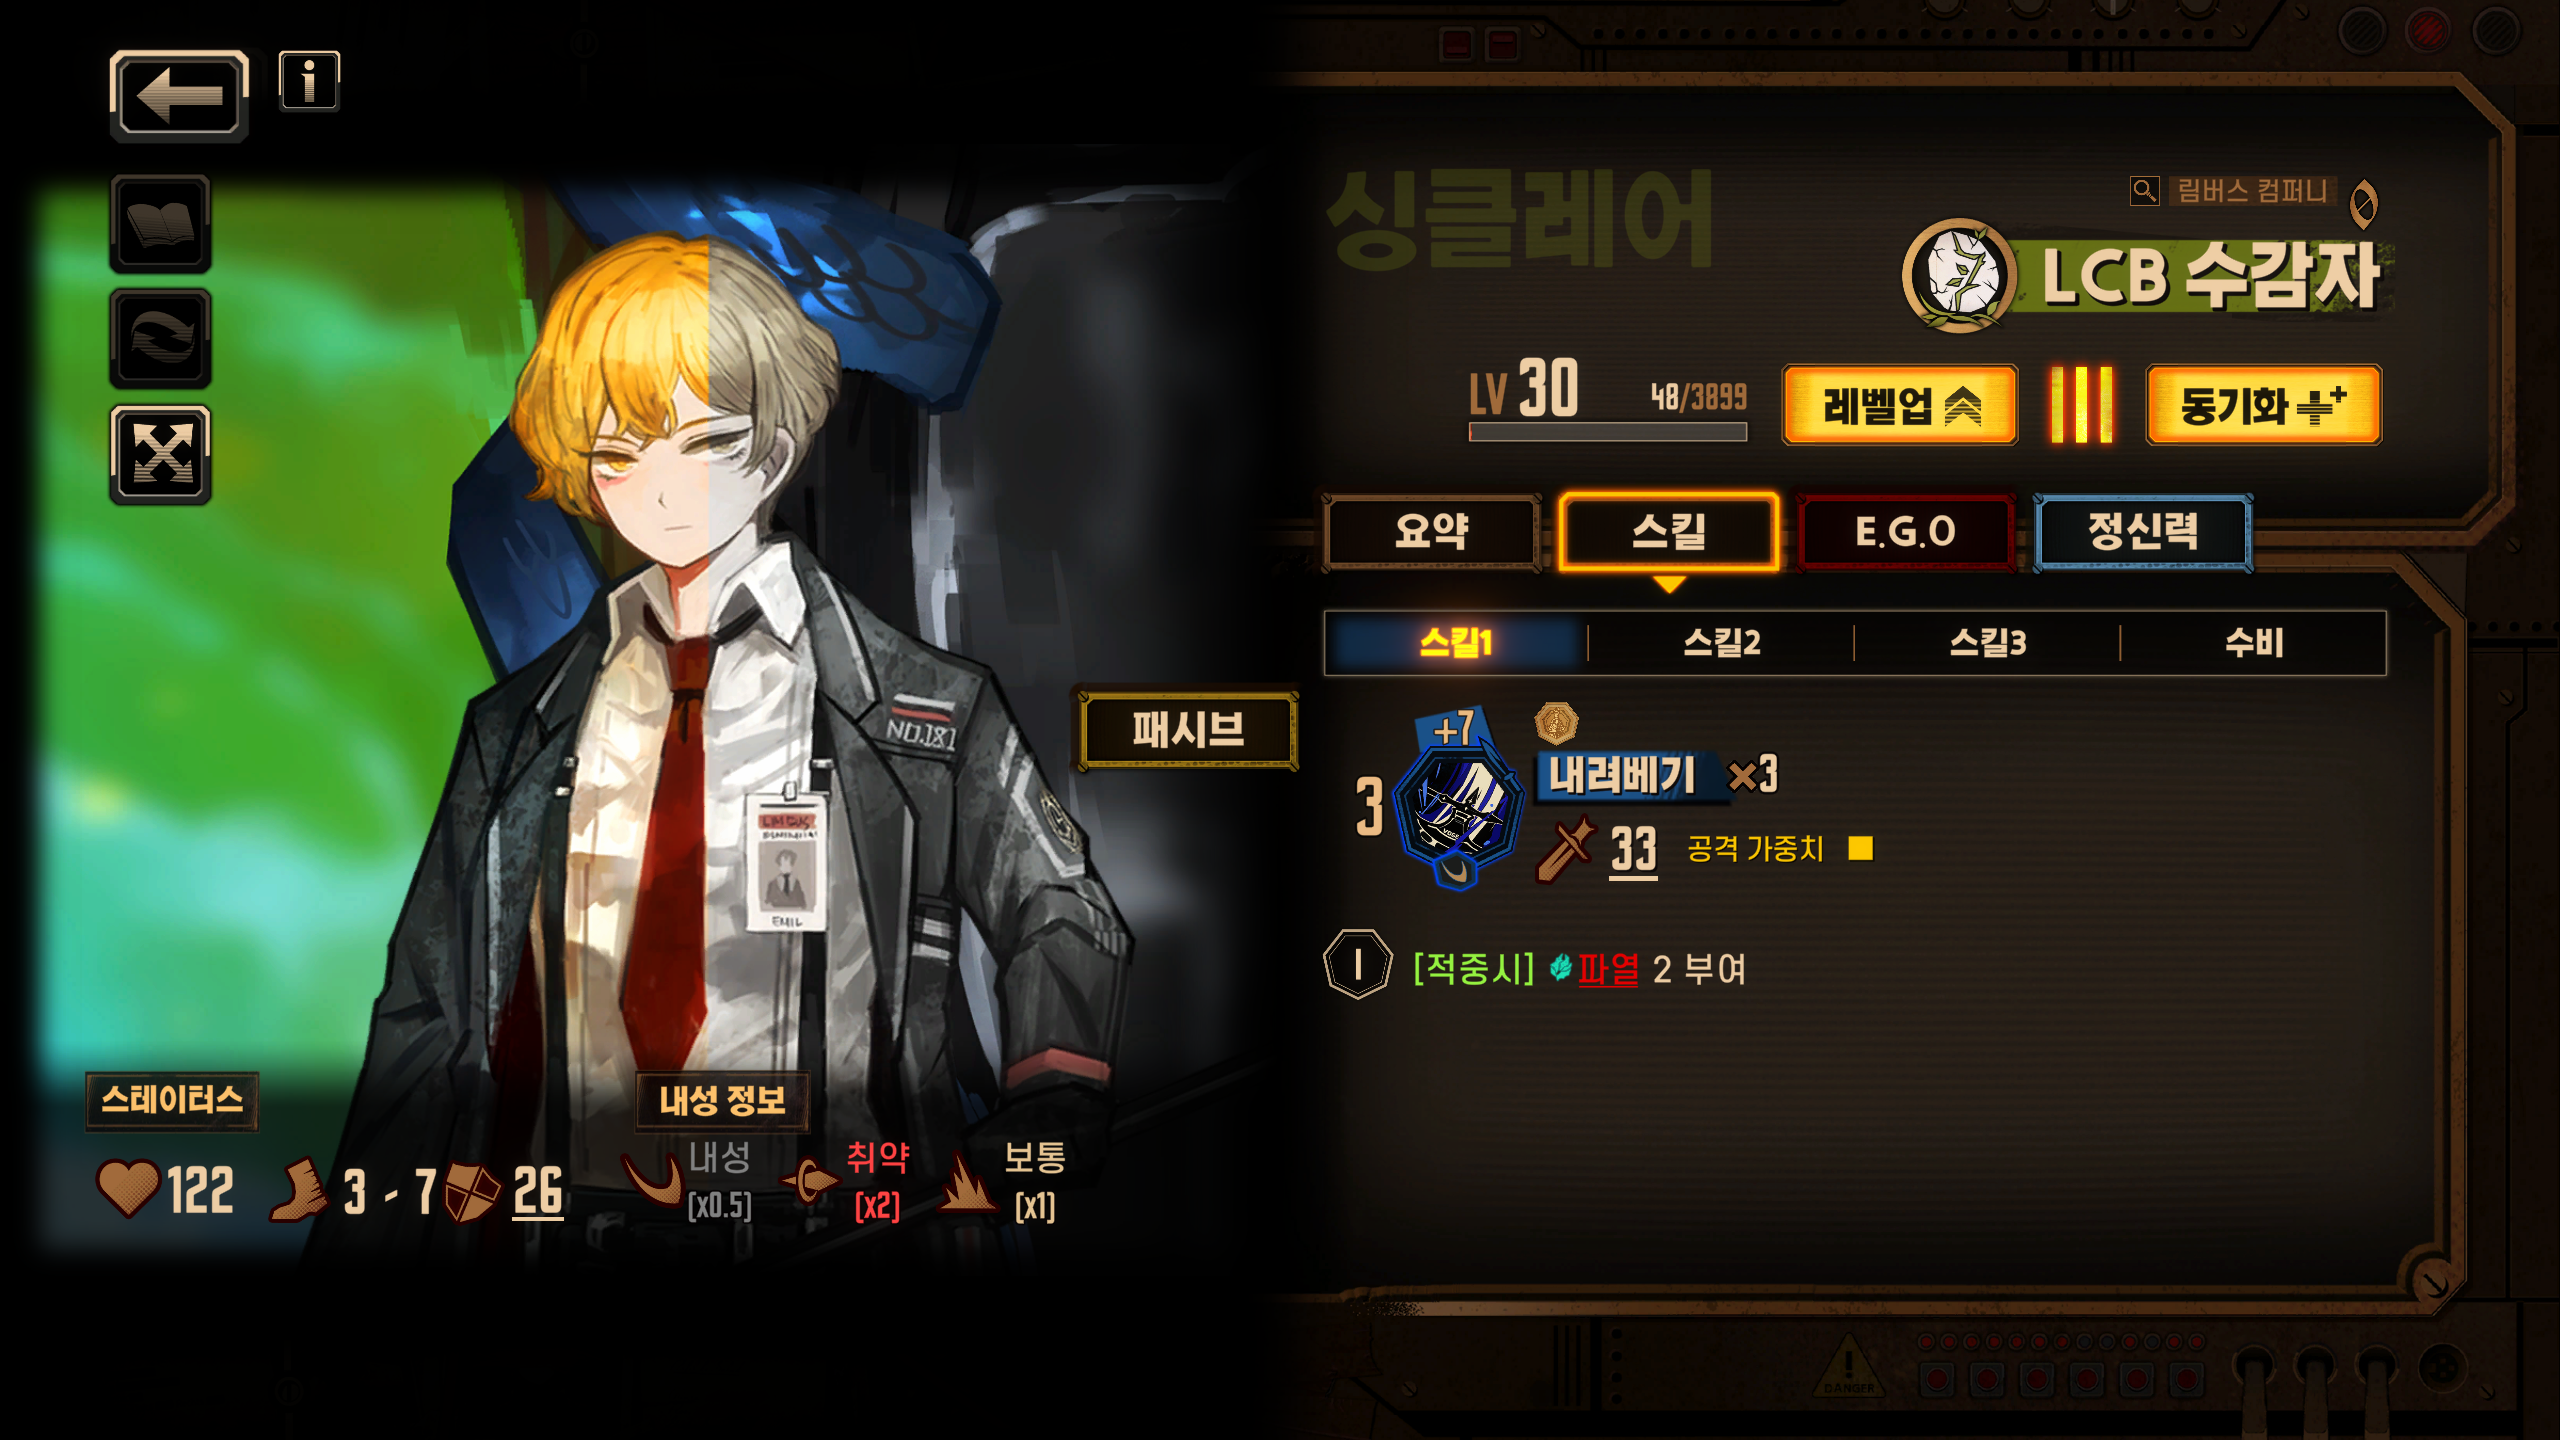 싱클레어
림버스 컴퍼니
LCB 수감자
LV 30
48/3899
레벨업
동기화
요약
스킬
E.G.O
정신력
스킬1
스킬2
스킬3
수비
패시브
+7
3
내려베기 ×3
33 공격 가중치
I [적중시] 파열 2 부여
NO.181
EMIL
스테이터스
122
3 - 7
26
내성 정보
내성
[x0.5]
취약
[x2]
보통
[x1]
DANGER